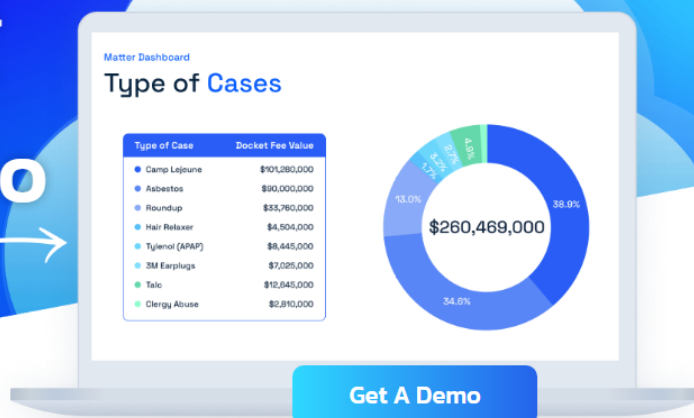 o
Matter Dashboard
Type of Cases
Type of Case Docket Fee Value
Camp Lejeune $101,280,000
Asbestos $90,000,000
Roundup $33,760,000
Hair Relaxer $4,504,000
Tylenol (APAP) $8,445,000
3M Earplugs $7,025,000
Talc $12,645,000
Clergy Abuse $2,810,000
38.9%
34.6%
13.0%
1.7%
3.2%
2.7%
4.9%
$260,469,000
Get A Demo